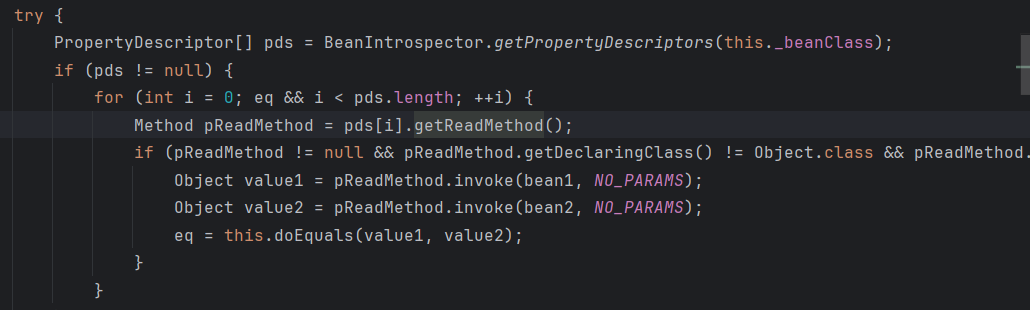 try {
PropertyDescriptor[] pds = BeanIntrospector.getPropertyDescriptors(this._beanClass);
if (pds != null) {
for (int i = 0; eq && i < pds.length; ++i) {
Method pReadMethod = pds[i].getReadMethod();
if (pReadMethod != null && pReadMethod.getDeclaringClass() != Object.class && pReadMethod.
Object value1 = pReadMethod.invoke(bean1, NO_PARAMS);
Object value2 = pReadMethod.invoke(bean2, NO_PARAMS);
eq = this.doEquals(value1, value2);
}
}